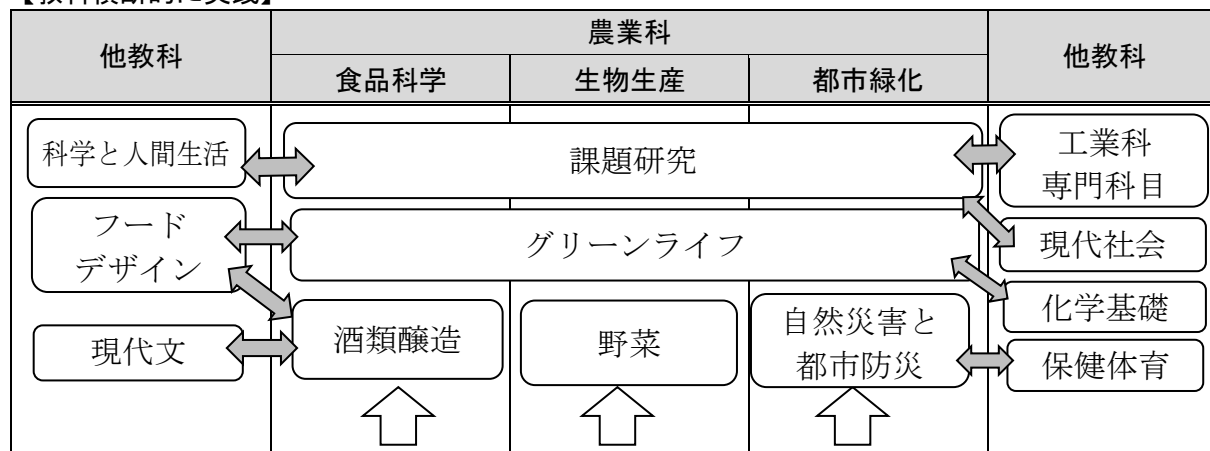 【教科横断的に実践】
他教科
農業科
他教科
食品科学
生物生産
都市緑化
科学と人間生活
課題研究
工業科
専門科目
フード
デザイン
グリーンライフ
現代社会
化学基礎
現代文
酒類醸造
野菜
自然災害と
都市防災
保健体育